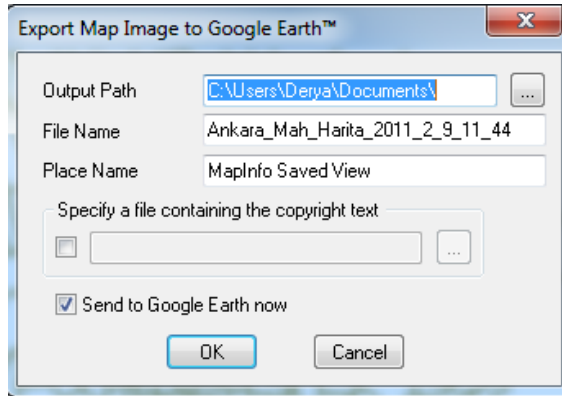 Export Map Image to Google Earth™
Output Path C:\Users\Derya\Documents\ ...
File Name Ankara_Mah_Harita_2011_2_9_11_44
Place Name MapInfo Saved View
Specify a file containing the copyright text
...
Send to Google Earth now
OK Cancel